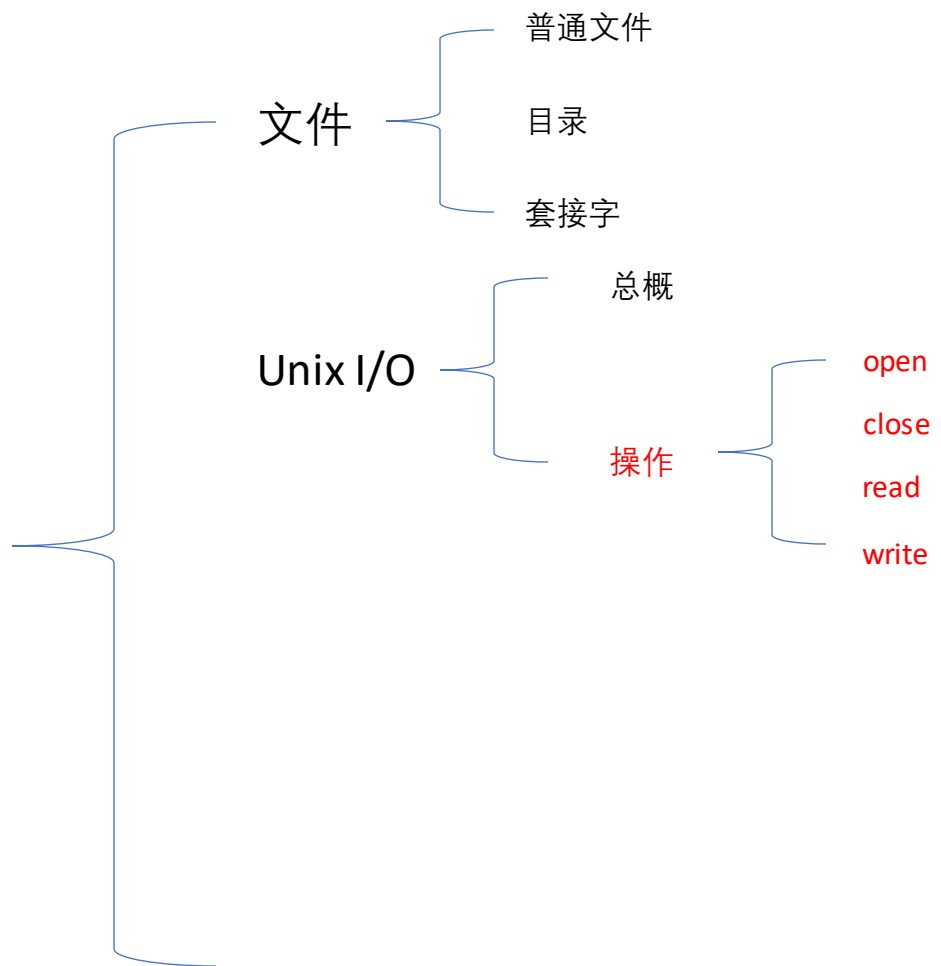 普通文件
文件
目录
套接字
总概
Unix I/O
open
close
操作
read
write